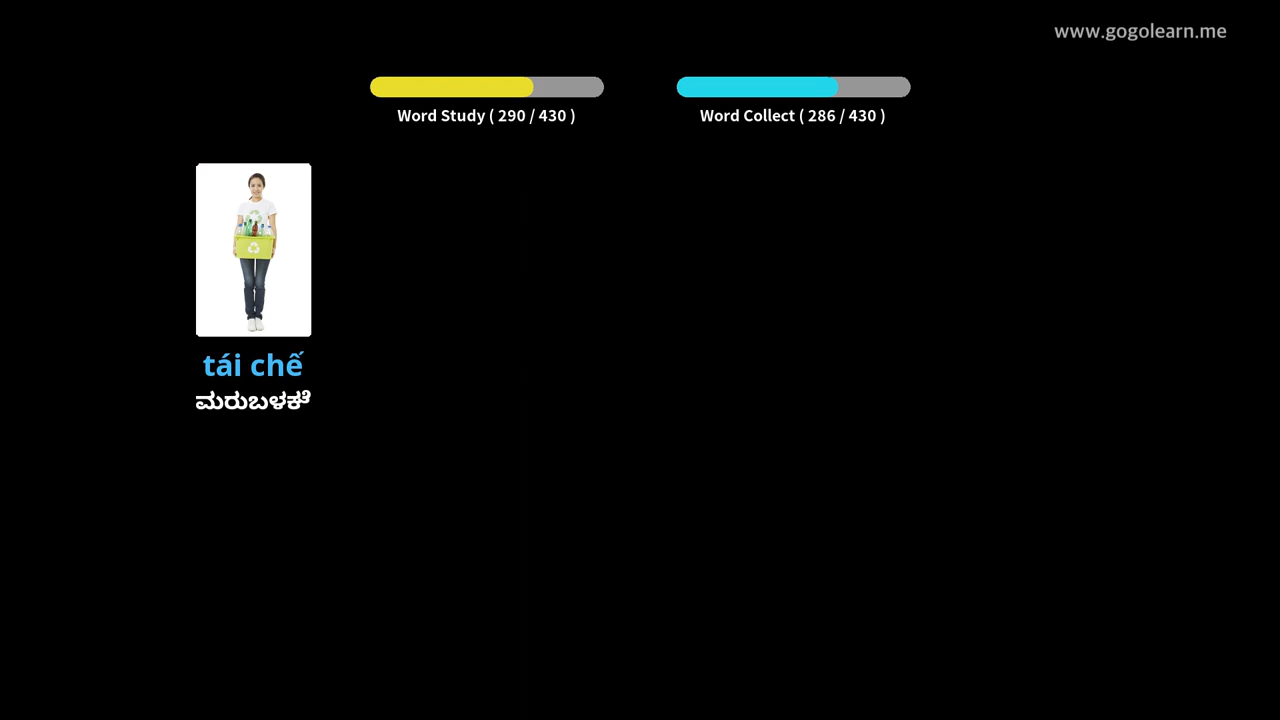 www.gogolearn.me
Word Study ( 290 / 430 )
Word Collect ( 286 / 430 )
tái chế
ಮರುಬಳಕೆ